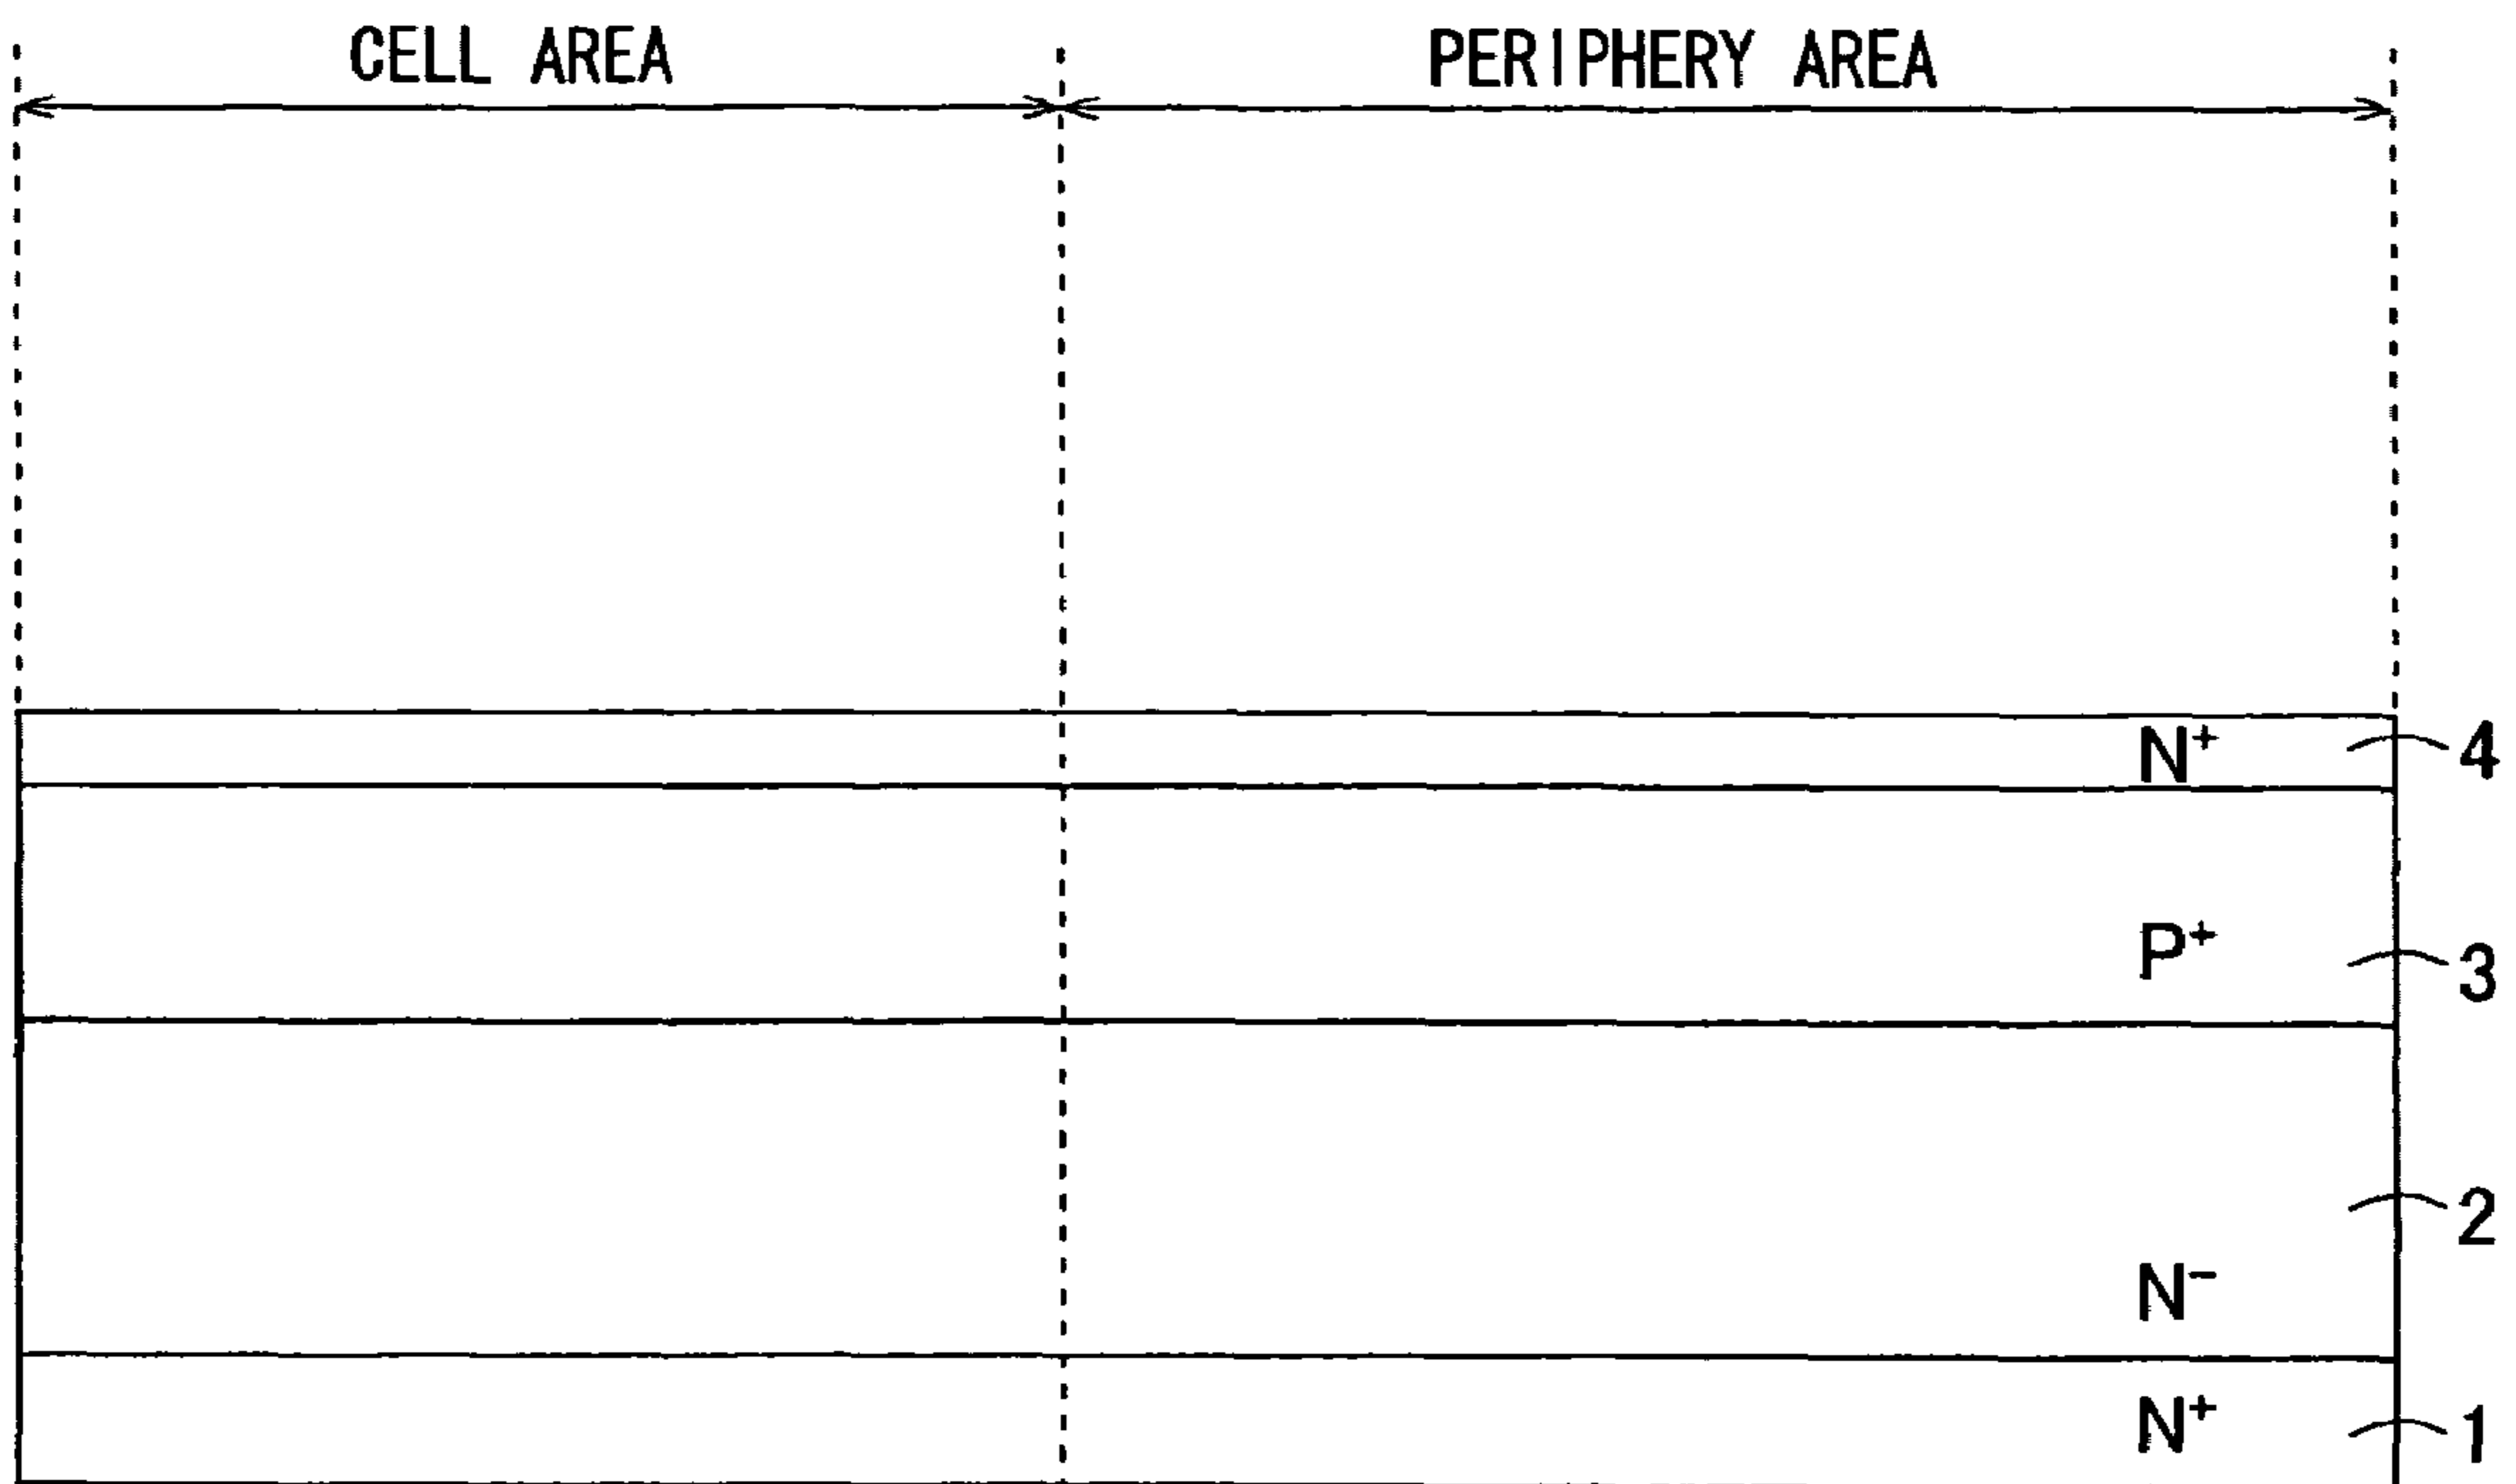 CELL AREA PERIPHERY AREA
N⁺ 4
P⁺ 3
2
N⁻
N⁺ 1